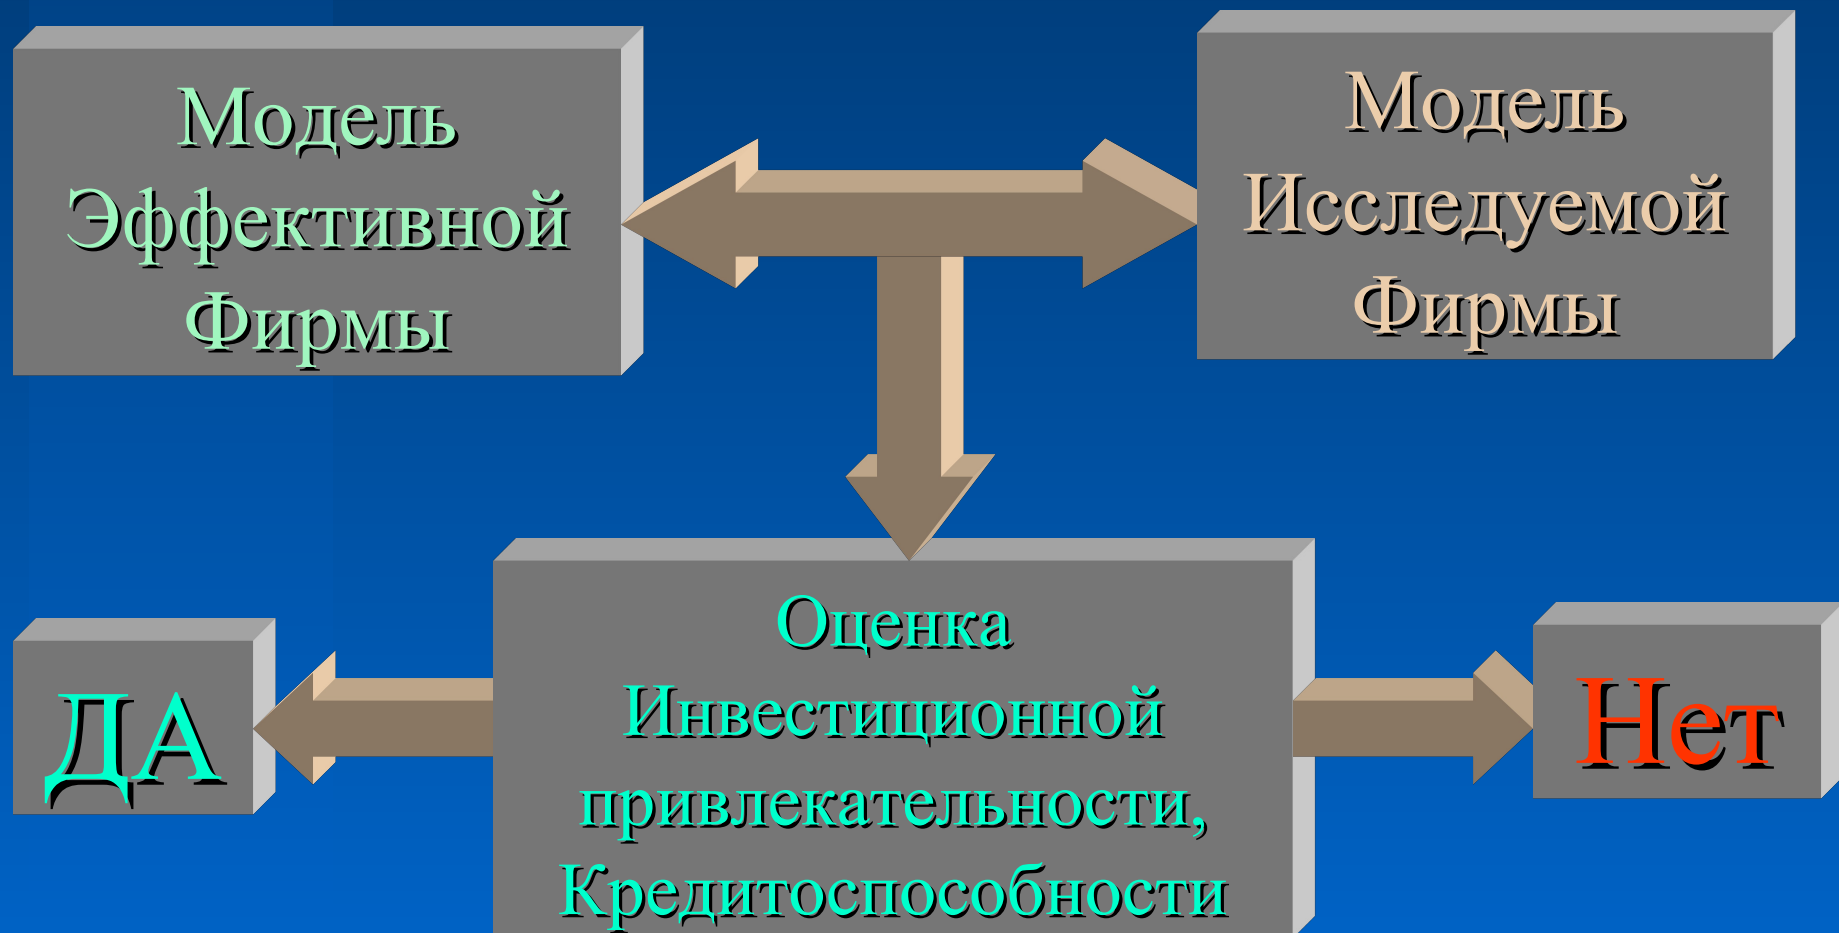 Модель
Эффективной
Фирмы
Модель
Исследуемой
Фирмы
Оценка
Инвестиционной
привлекательности,
Кредитоспособности
ДА
Нет